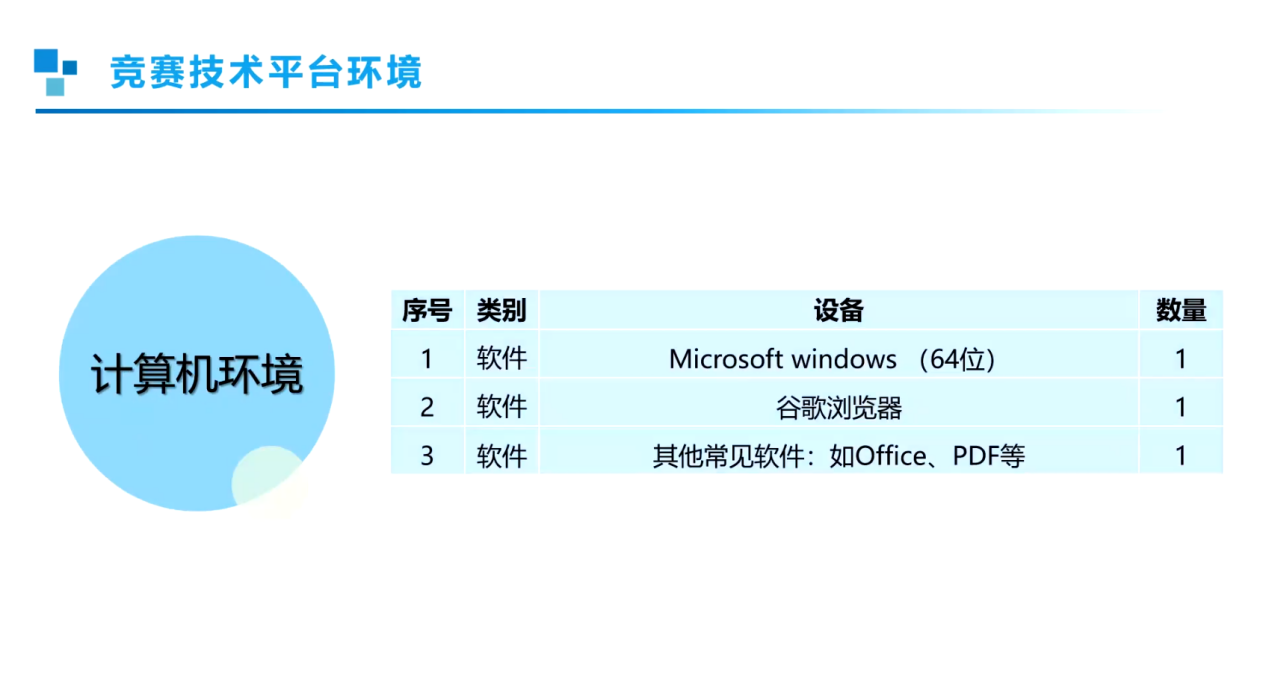 竞赛技术平台环境
计算机环境
序号 类别 设备 数量
1 软件 Microsoft windows （64位） 1
2 软件 谷歌浏览器 1
3 软件 其他常见软件：如Office、PDF等 1